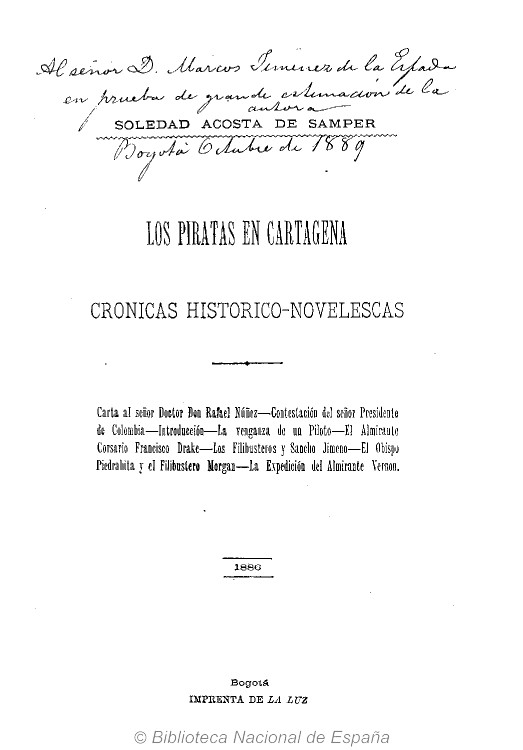 Al señor D. Marcos Jimenez de la Espada
en prueba de grande estimación de la
autora
SOLEDAD ACOSTA DE SAMPER
Bogotá Octubre de 1889
LOS PIRATAS EN CARTAGENA
CRONICAS HISTORICO-NOVELESCAS
Carta al señor Doctor Don Rafael Núñez—Contestación del señor Presidente
de Colombia—Introducción—La venganza de un Piloto—El Almirante
Corsario Francisco Drake—Los Filibusteros y Sancho Jimeno—El Obispo
Piedrahita y el Filibustero Morgan—La Expedición del Almirante Vernon.
1886
Bogotá
IMPRENTA DE LA LUZ
© Biblioteca Nacional de España